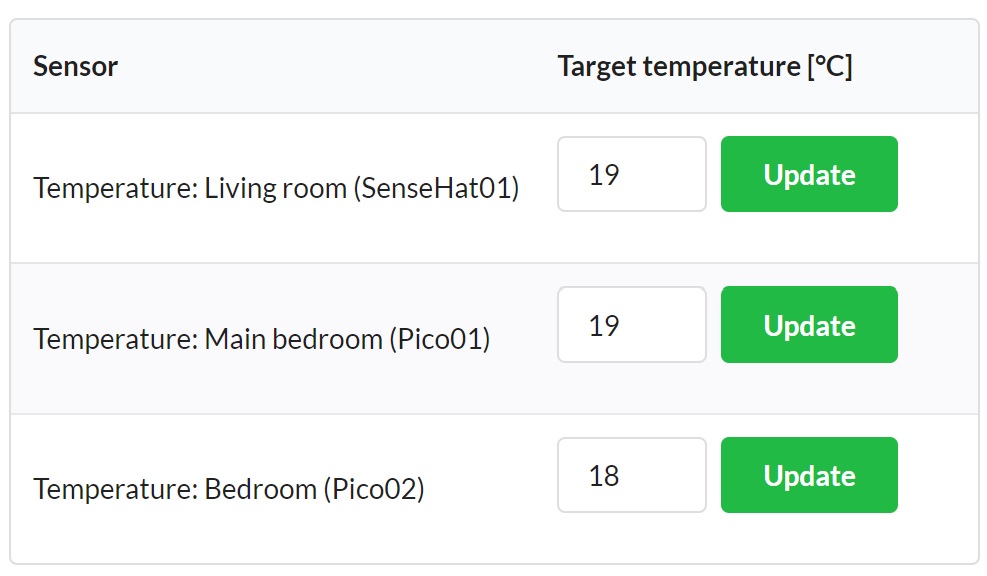 Sensor Target temperature [°C]
Temperature: Living room (SenseHat01) 19 Update
Temperature: Main bedroom (Pico01) 19 Update
Temperature: Bedroom (Pico02) 18 Update